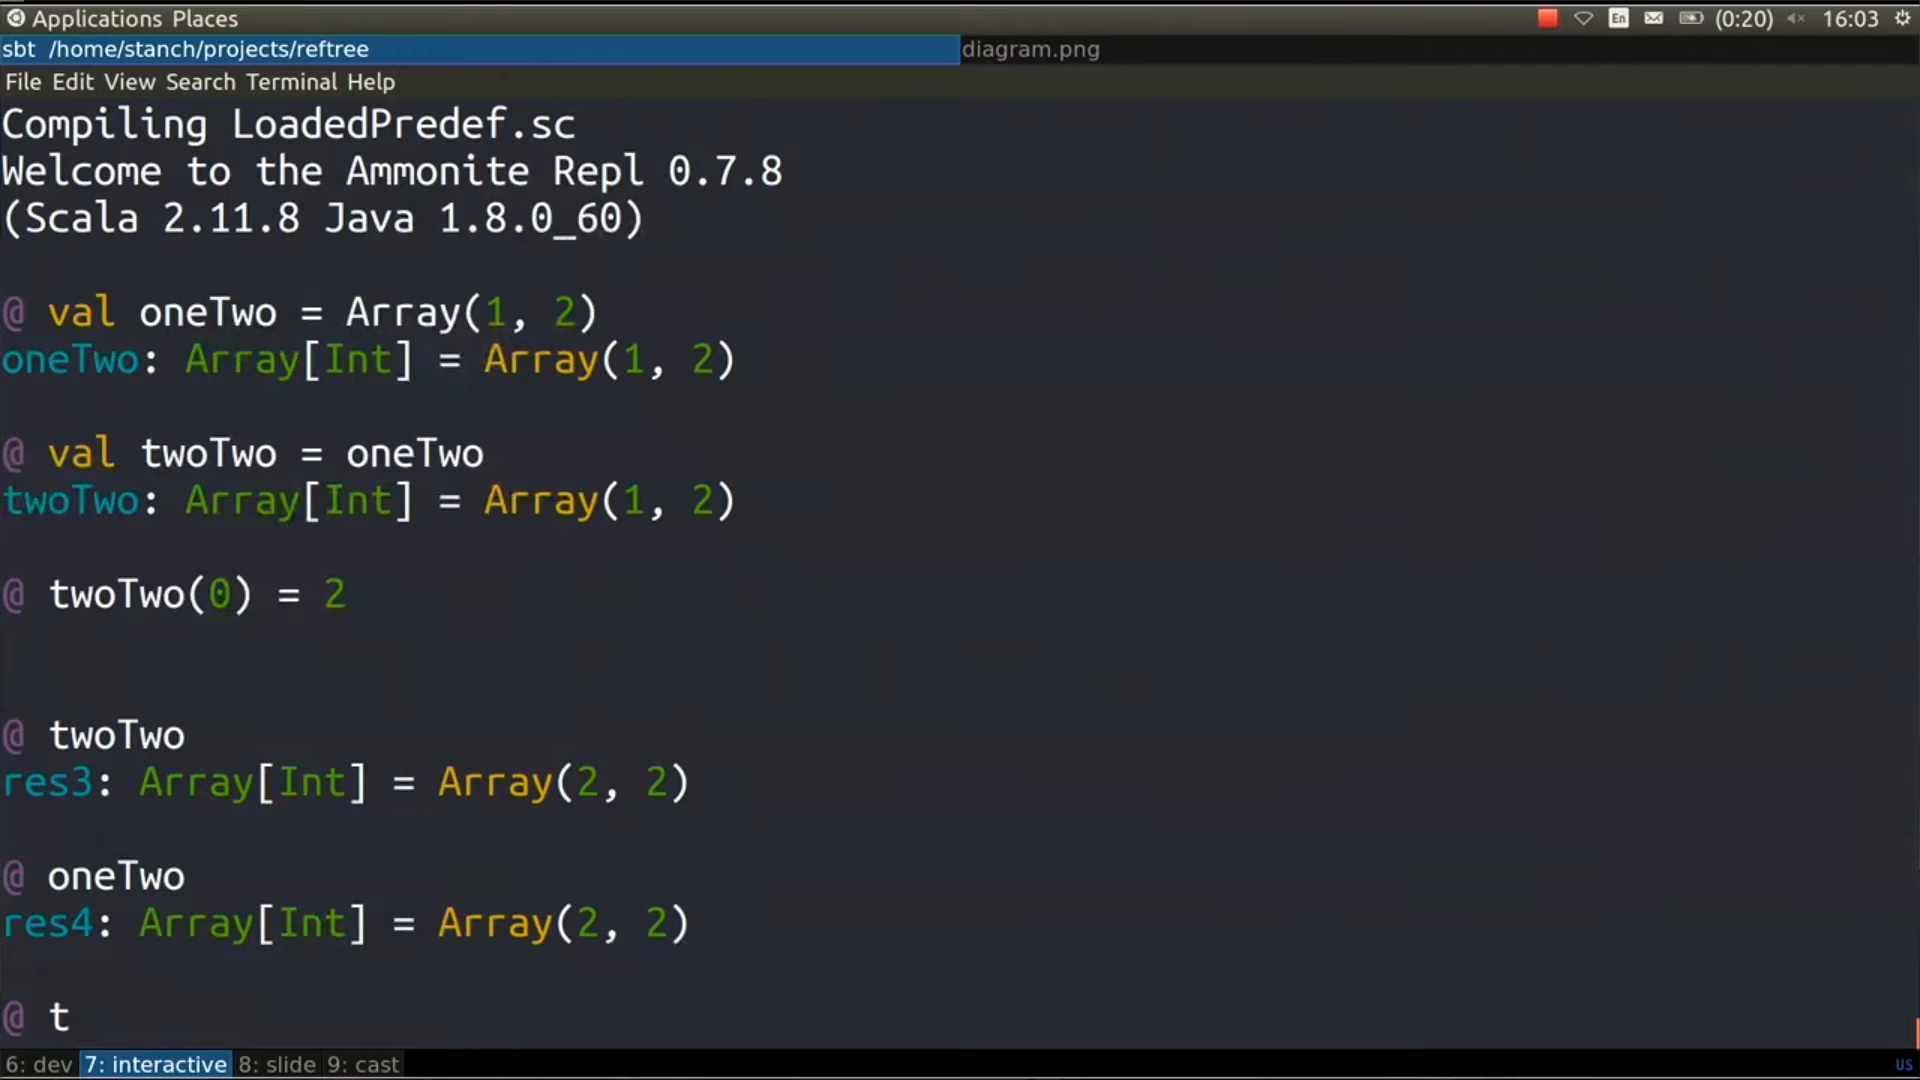 Applications Places
En (0:20) 16:03
sbt /home/stanch/projects/reftree
diagram.png
File Edit View Search Terminal Help
Compiling LoadedPredef.sc
Welcome to the Ammonite Repl 0.7.8
(Scala 2.11.8 Java 1.8.0_60)
@ val oneTwo = Array(1, 2)
oneTwo: Array[Int] = Array(1, 2)
@ val twoTwo = oneTwo
twoTwo: Array[Int] = Array(1, 2)
@ twoTwo(0) = 2
@ twoTwo
res3: Array[Int] = Array(2, 2)
@ oneTwo
res4: Array[Int] = Array(2, 2)
@ t
6: dev 7: interactive 8: slide 9: cast
US